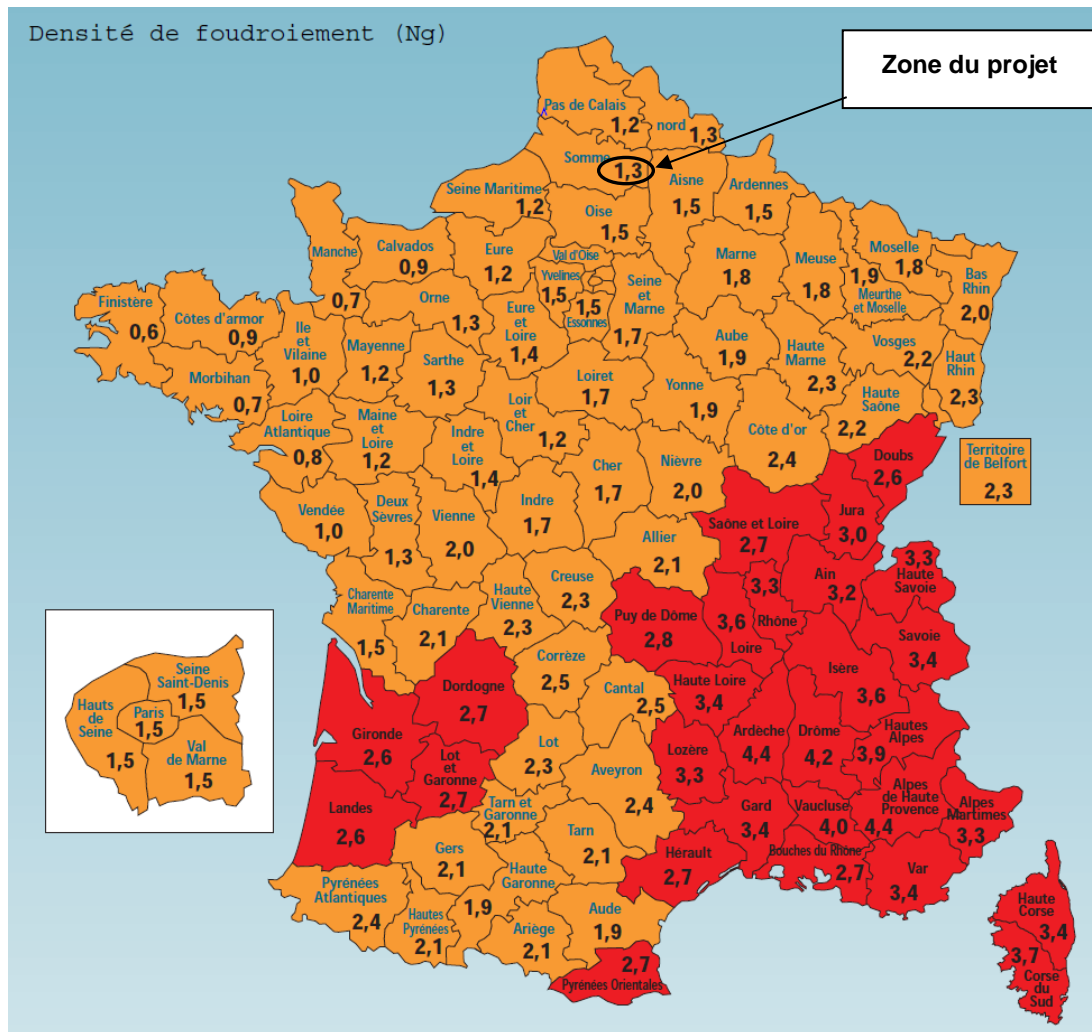 Densité de foudroiement (Ng)
Zone du projet
Pas de Calais
1,2
nord
1,3
Somme
1,3
Aisne
1,5
Ardennes
1,5
Seine Maritime
1,2
Oise
1,5
Manche
0,7
Calvados
0,9
Eure
1,2
Val d'Oise
Yvelines
1,5
1,5
Essonnes
Seine
et
Marne
1,7
Marne
1,8
Meuse
1,8
Moselle
1,8
1,9
Meurthe
et Moselle
Bas
Rhin
2,0
Finistère
0,6
Côtes d'armor
0,9
Ile
et
Vilaine
1,0
Orne
1,3
Mayenne
1,2
Sarthe
1,3
Eure
et
Loire
1,4
Aube
1,9
Haute
Marne
2,3
Vosges
2,2
Haut
Rhin
2,3
Morbihan
0,7
Loire
Atlantique
0,8
Maine
et
Loire
1,2
Indre
et
Loire
1,4
Loir
et
Cher
1,2
Loiret
1,7
Yonne
1,9
Côte d'or
2,4
Haute
Saône
2,2
Doubs
2,6
Territoire
de Belfort
2,3
Vendée
1,0
Deux
Sèvres
1,3
Vienne
2,0
Indre
1,7
Cher
1,7
Nièvre
2,0
Saône et Loire
2,7
Jura
3,0
Allier
2,1
Charente
Maritime
1,5
Charente
2,1
Haute
Vienne
2,3
Creuse
2,3
Puy de Dôme
2,8
3,6
Loire
3,3
Rhône
Ain
3,2
3,3
Haute
Savoie
Savoie
3,4
Isère
3,6
Hauts
de
Seine
1,5
Seine
Saint-Denis
1,5
Paris
1,5
Val
de Marne
1,5
Gironde
2,6
Dordogne
2,7
Corrèze
2,5
Cantal
2,5
Haute Loire
3,4
Ardèche
4,4
Drôme
4,2
Hautes
Alpes
3,9
Landes
2,6
Lot
et
Garonne
2,7
Lot
2,3
Aveyron
2,4
Lozère
3,3
Gard
3,4
Vaucluse
4,0
Alpes
de Haute
Provence
4,4
Alpes
Martimes
3,3
Tarn et
Garonne
2,1
Tarn
2,1
Gers
2,1
Haute
Garonne
1,9
Hérault
2,7
Bouches du Rhône
2,7
Var
3,4
Pyrénées
Atlantiques
2,4
Hautes
Pyrénées
2,1
Ariège
2,1
Aude
1,9
2,7
Pyrénées Orientales
Haute
Corse
3,4
3,7
Corse
du
Sud